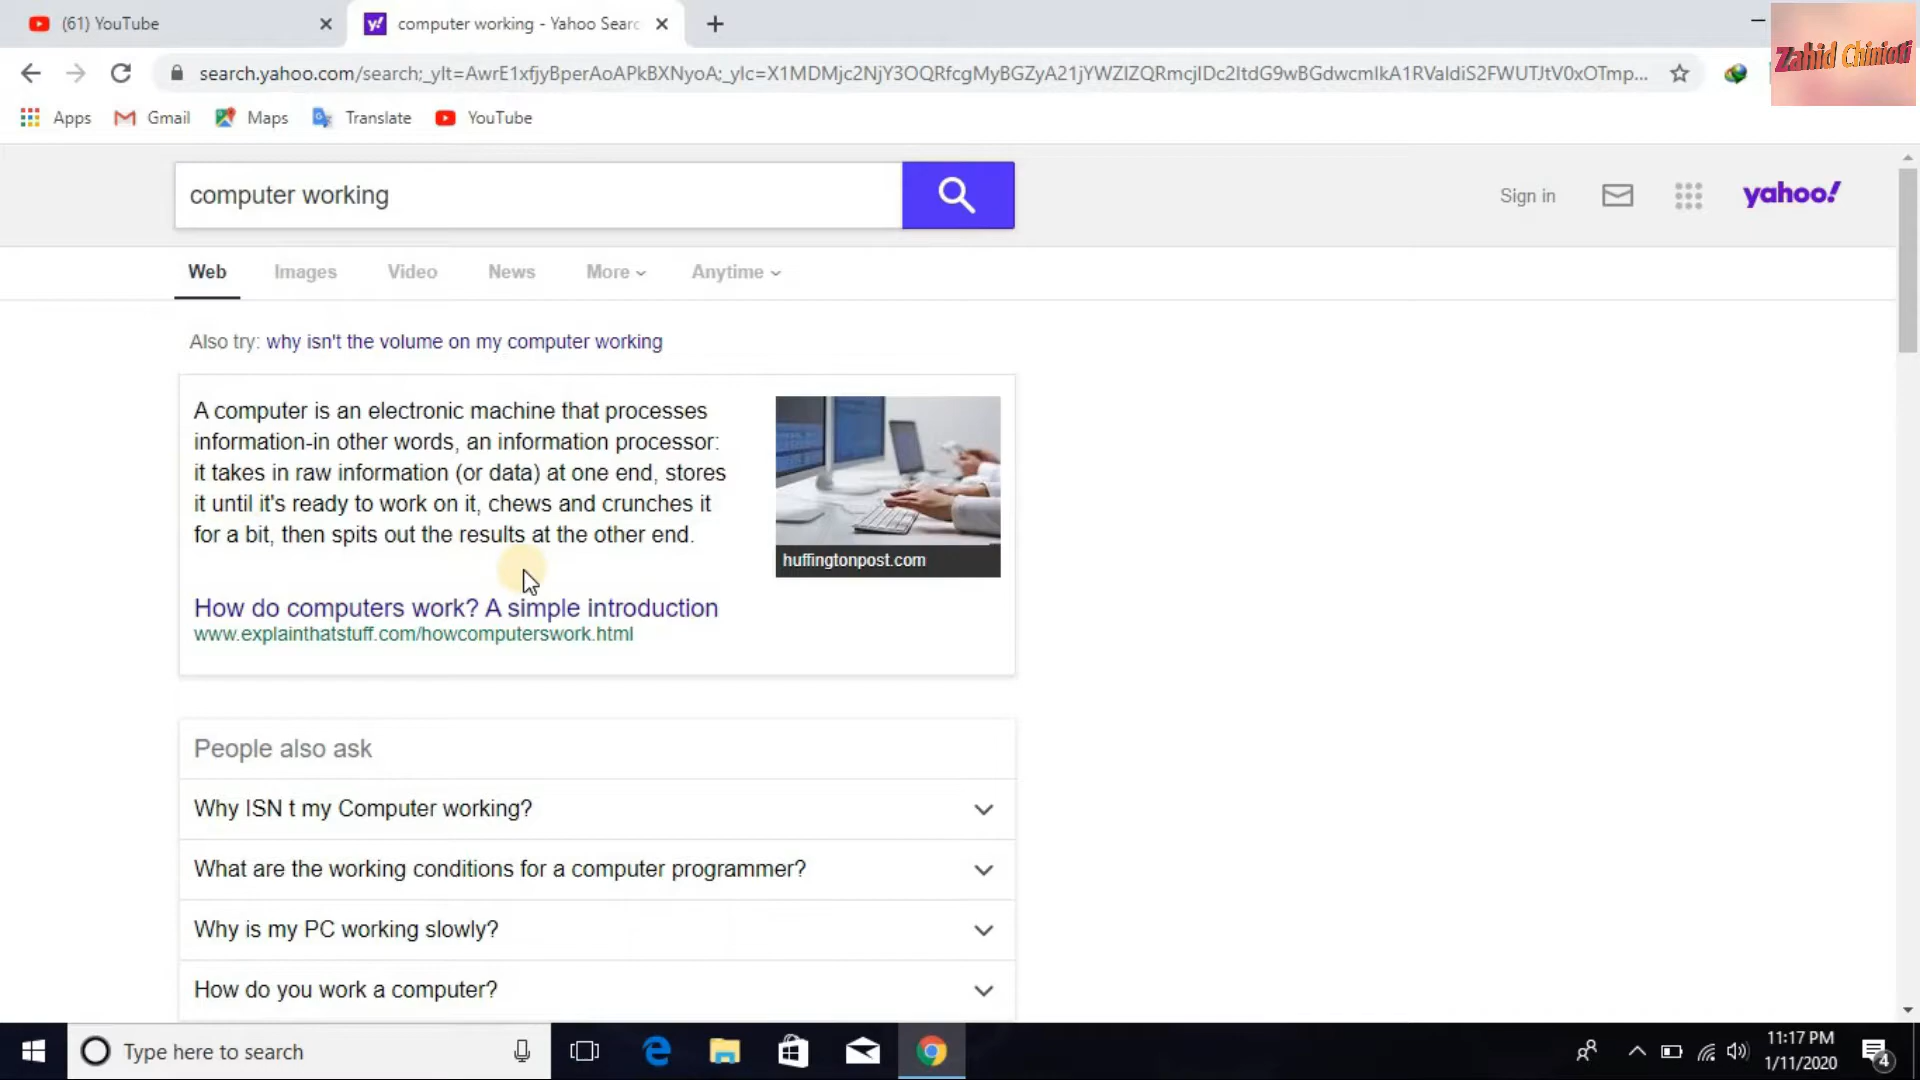 (61) YouTube
computer working - Yahoo Searc
Zahid Chinioti
search.yahoo.com/search;_ylt=AwrE1xfjyBperAoAPkBXNyoA;_ylc=X1MDMjc2NjY3OQRfcgMyBGZyA21jYWZlZQRmcjIDc2ItdG9wBGdwcmlkA1RValdiS2FWUTJtV0xOTmp...
Apps
Gmail
Maps
Translate
YouTube
computer working
Sign in
yahoo!
Web
Images
Video
News
More
Anytime
Also try: why isn't the volume on my computer working
A computer is an electronic machine that processes
information-in other words, an information processor:
it takes in raw information (or data) at one end, stores
it until it's ready to work on it, chews and crunches it
for a bit, then spits out the results at the other end.
huffingtonpost.com
How do computers work? A simple introduction
www.explainthatstuff.com/howcomputerswork.html
People also ask
Why ISN t my Computer working?
What are the working conditions for a computer programmer?
Why is my PC working slowly?
How do you work a computer?
Type here to search
11:17 PM
1/11/2020
4